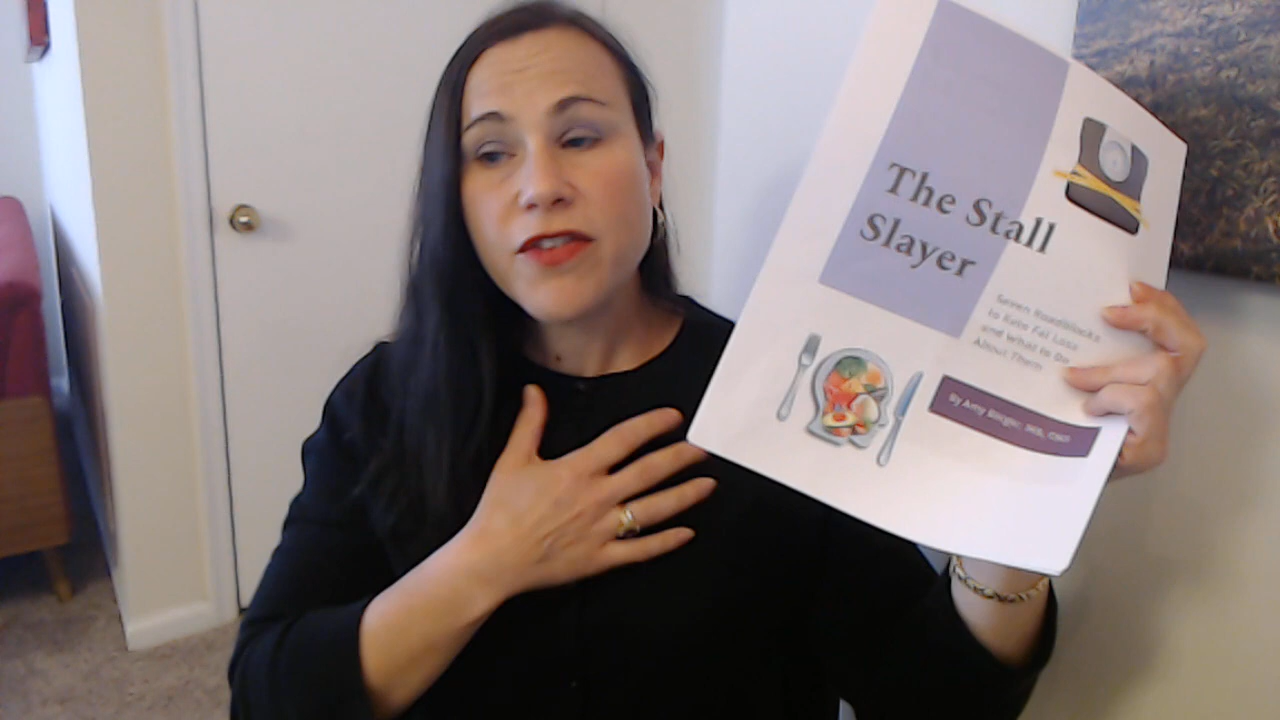 The Stall
Slayer
Seven Roadblocks
to Keto Fat Loss
and What to Do
About Them
By Amy Berger, MS, CNS